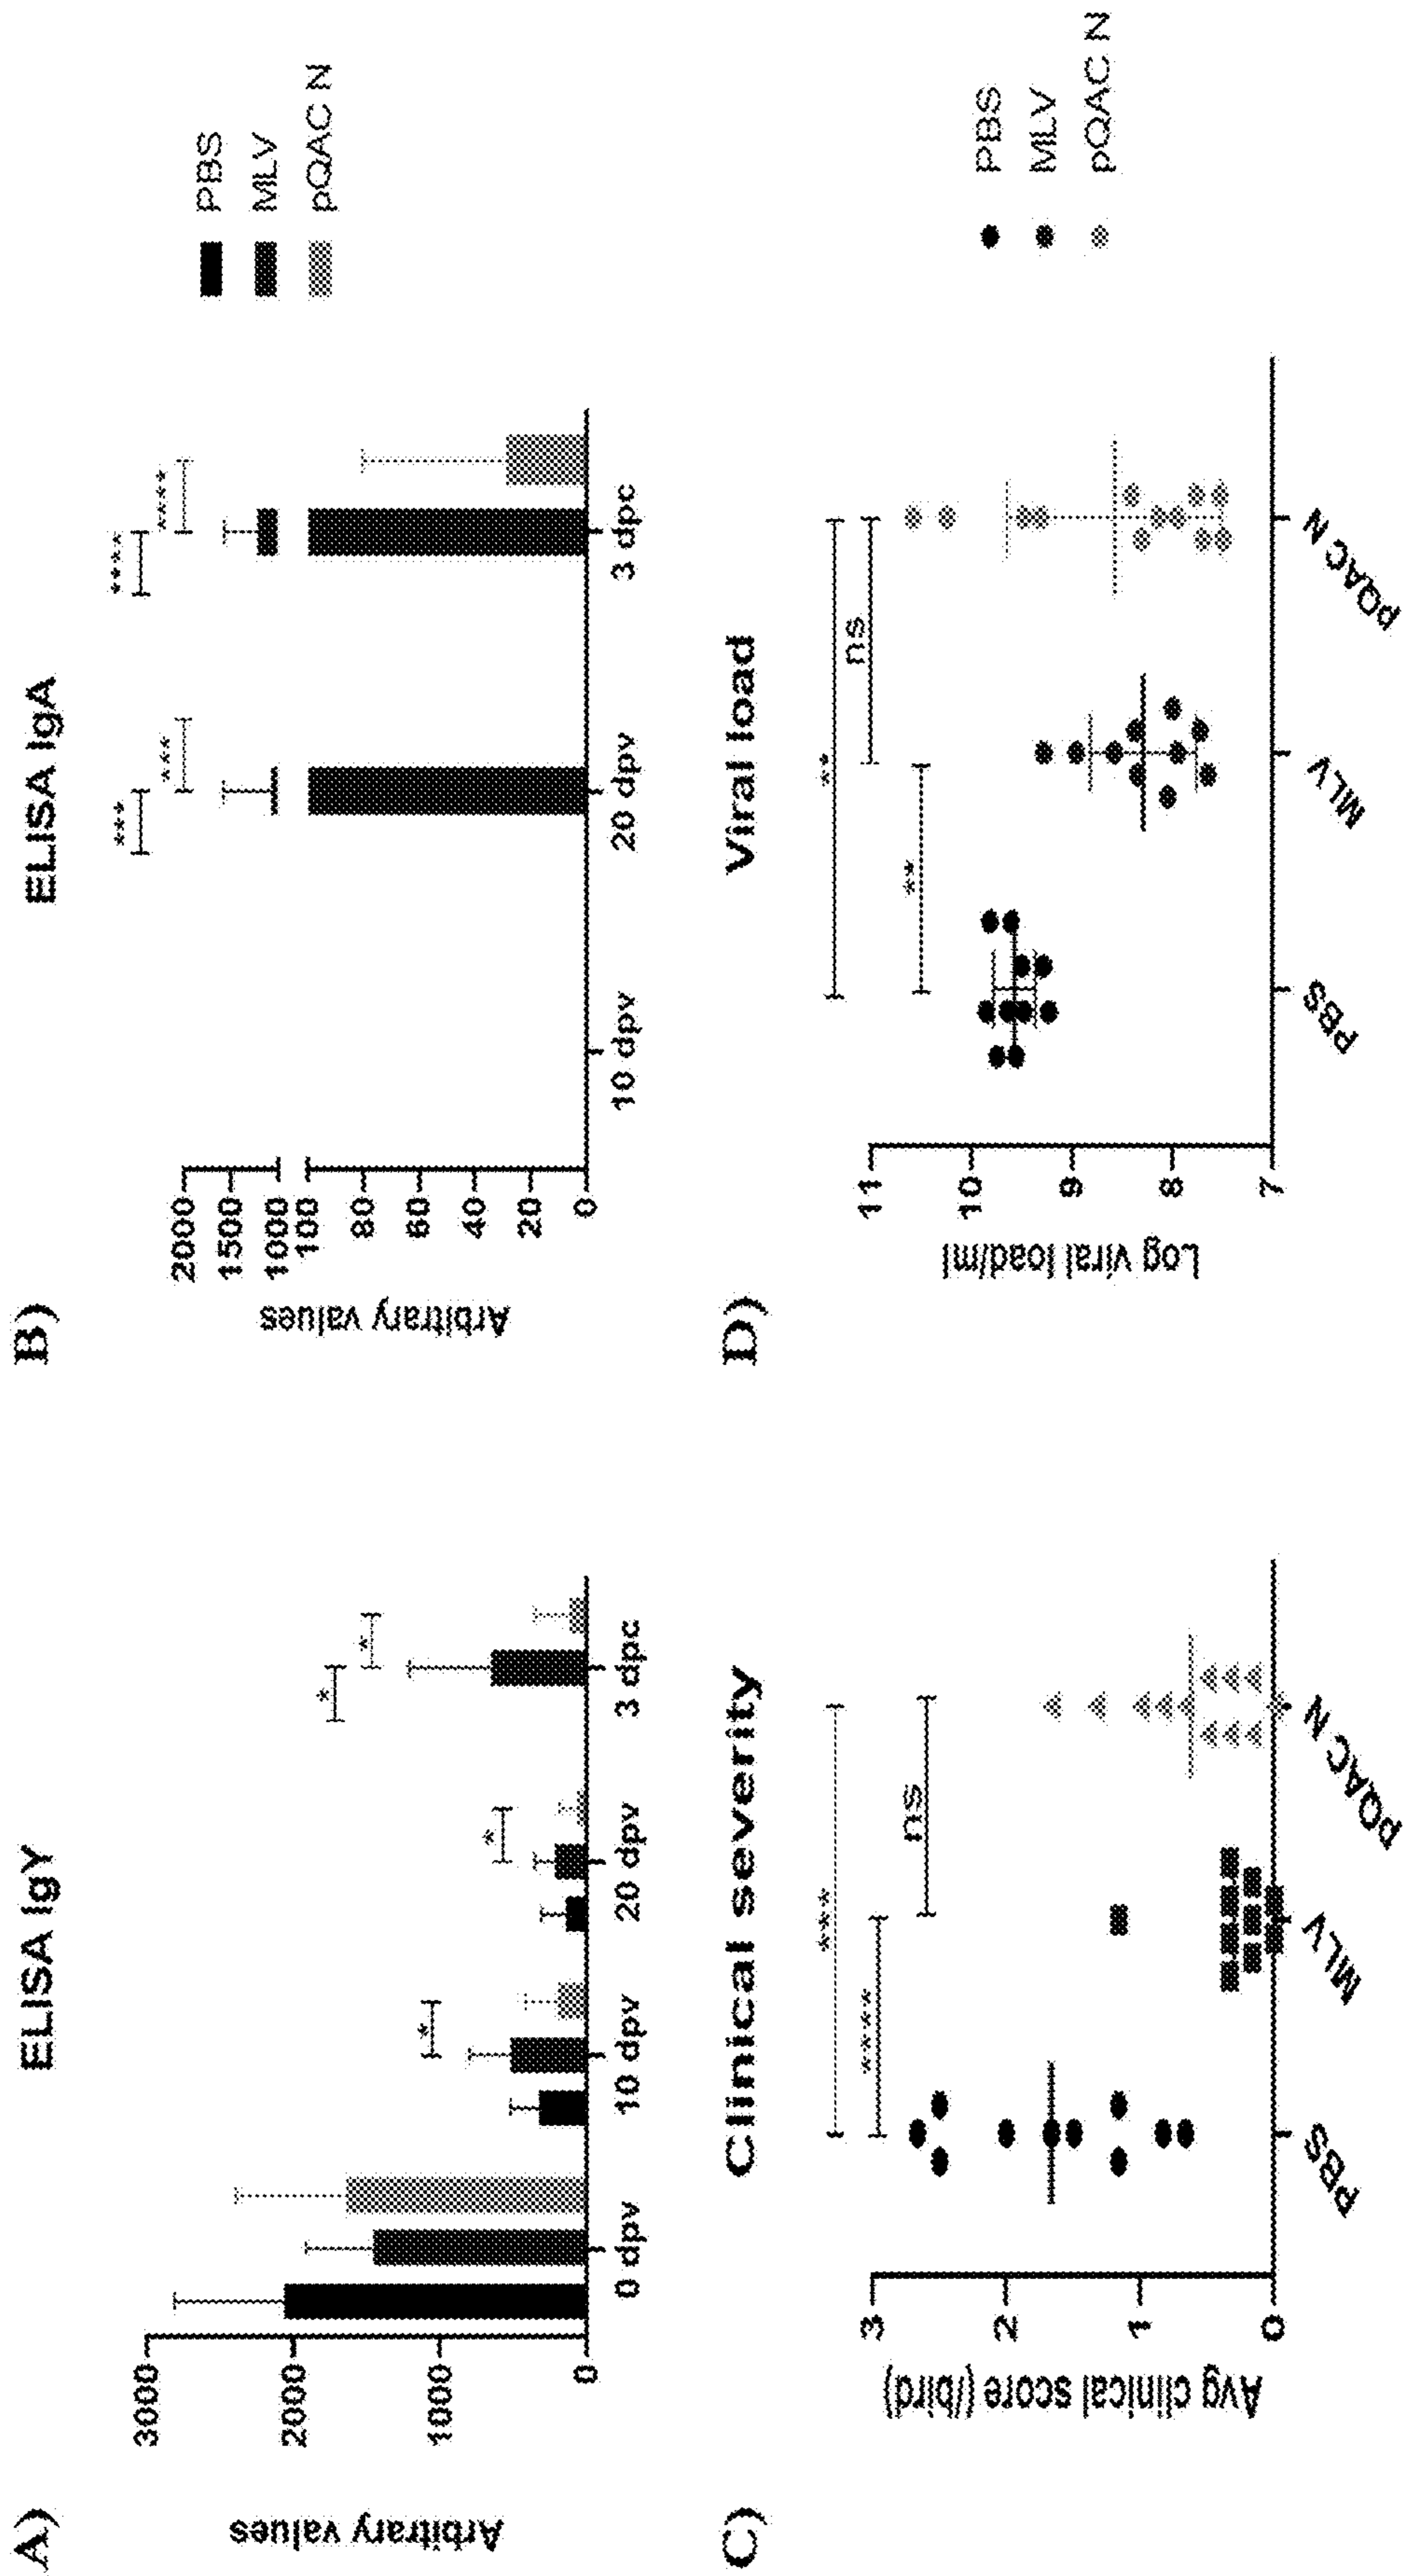 A)
ELISA IgY
Arbitrary values
3000
2000
1000
0
0 dpv
10 dpv
20 dpv
3 dpc
*
*
*
*
B)
ELISA IgA
Arbitrary values
2000
1500
1000
100
80
60
40
20
0
10 dpv
20 dpv
3 dpc
***
***
****
****
PBS
MLV
pQAC N
C)
Clinical severity
Avg clinical score (/bird)
3
2
1
0
PBS
MLV
pQAC N
***
****
ns
D)
Viral load
Log viral load/ml
11
10
9
8
7
PBS
MLV
pQAC N
**
**
ns
PBS
MLV
pQAC N